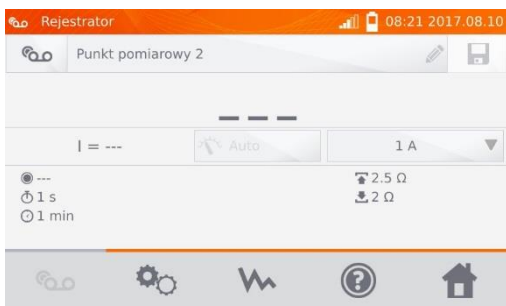 Rejestrator 08:21 2017.08.10
Punkt pomiarowy 2
---
I = --- Auto 1 A
--- 2.5 Ω
1 s 2 Ω
1 min